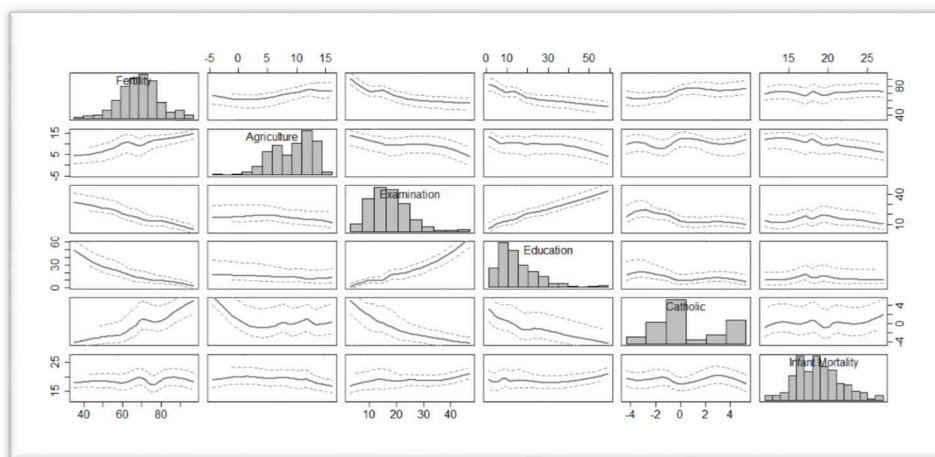 -5 0 5 10 15
0 10 30 50
15 20 25
Fertility
40 80
-5 5 15
Agriculture
Examination
10 40
0 30 60
Education
Catholic
-4 0 4
15 25
Infant Mortality
40 60 80
10 20 30 40
-4 -2 0 2 4